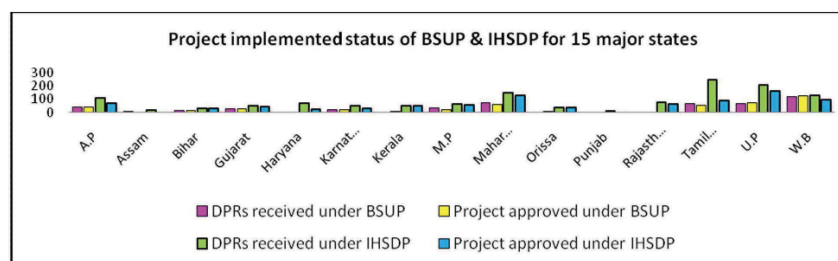 Project implemented status of BSUP & IHSDP for 15 major states
300
200
100
0
A.P
Assam
Bihar
Gujarat
Haryana
Karnat...
Kerala
M.P
Mahar...
Orissa
Punjab
Rajasth...
Tamil...
U.P
W.B
DPRs received under BSUP
Project approved under BSUP
DPRs received under IHSDP
Project approved under IHSDP